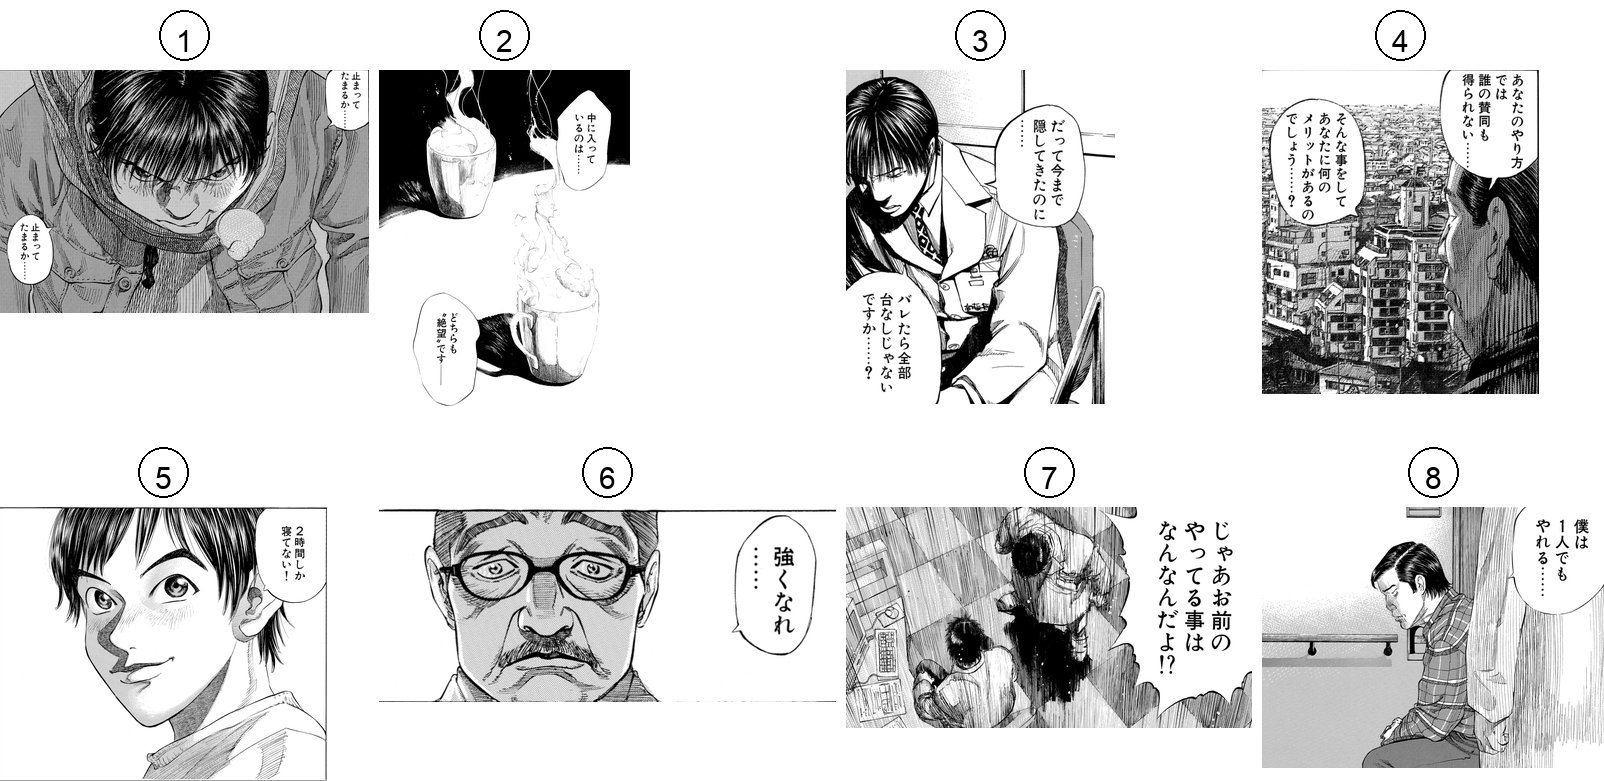 1
止まって
たまるか……
止まって
たまるか……
2
中に入って
いるのは……
どちらも
"絶望"です――
3
だって今まで
隠してきたのに
……
バレたら全部
台なしじゃない
ですか……?
4
あなたのやり方
では
誰の賛同も
得られない……
そんな事をして
あなたに何の
メリットがあるの
でしょう……?
5
2時間しか
寝てない!
6
強くなれ
……
7
じゃあお前の
やってる事は
なんなんだよ!?
8
僕は
1人でも
やれる……